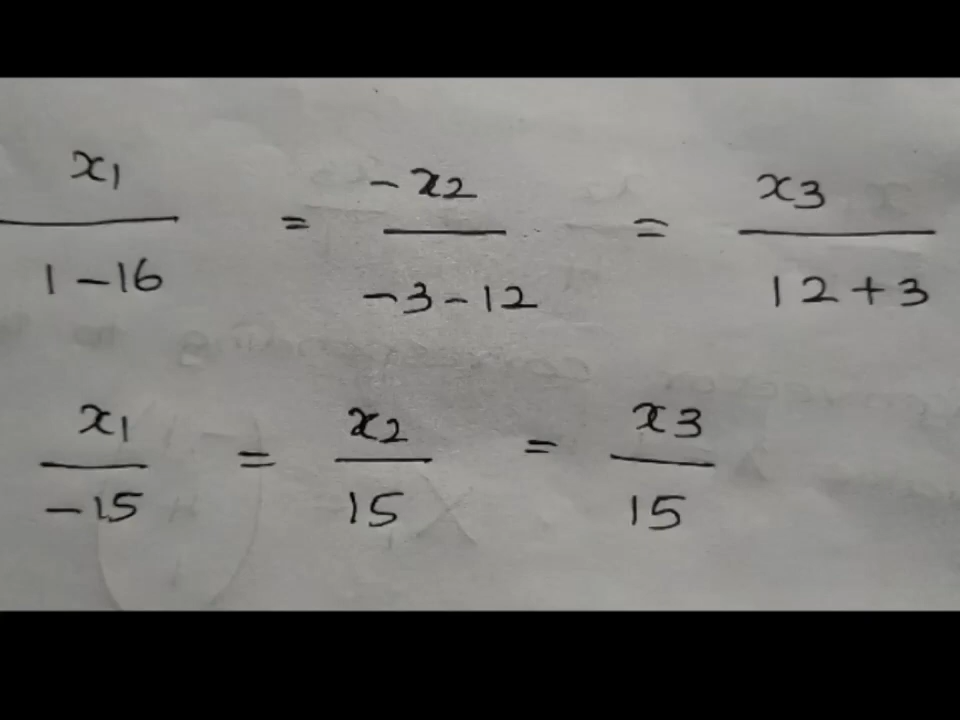 x₁ / 1 - 16 = -x₂ / -3 - 12 = x₃ / 12 + 3
x₁ / -15 = x₂ / 15 = x₃ / 15